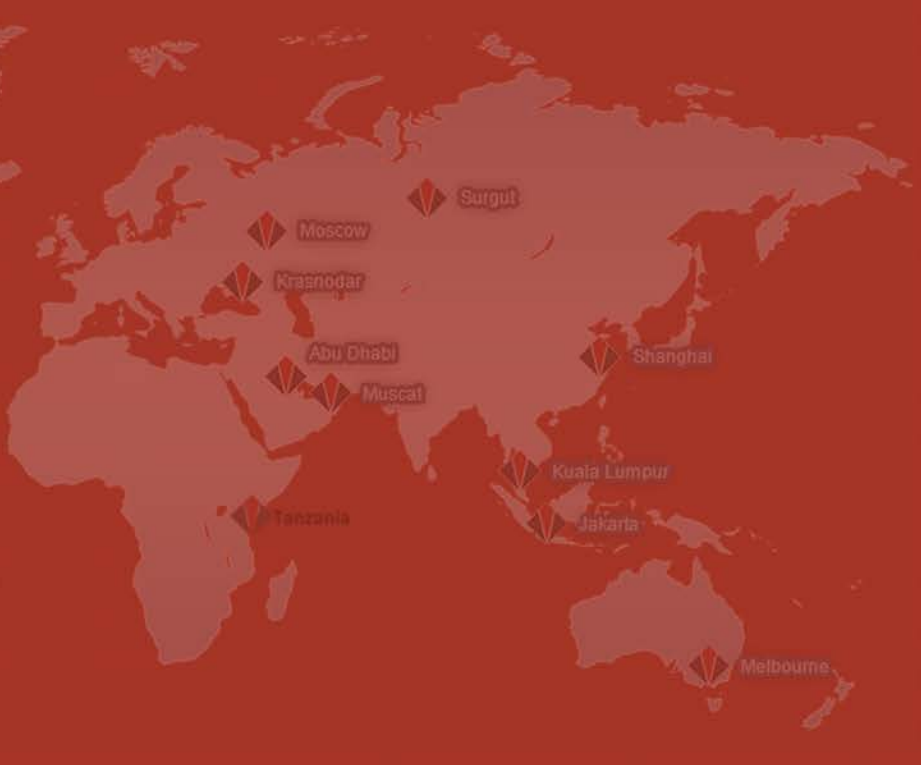 Surgut
Moscow
Krasnodar
Abu Dhabi
Shanghai
Muscat
Kuala Lumpur
Tanzania
Jakarta
Melbourne